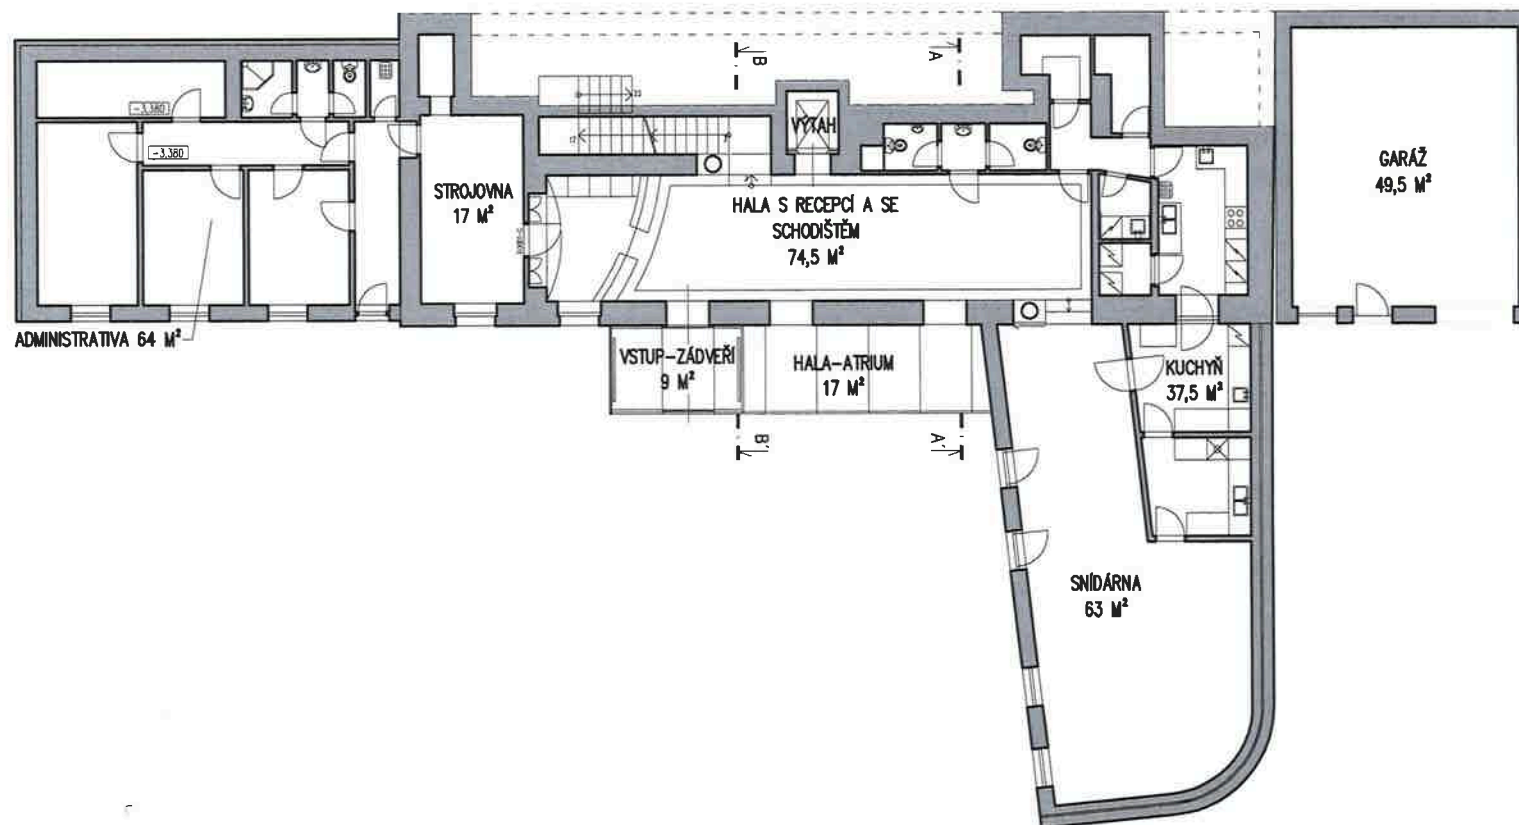 B
A
-3,380
-3,380
VÝTAH
STROJOVNA
17 M²
HALA S RECEPCÍ A SE
SCHODIŠTĚM
74,5 M²
GARÁŽ
49,5 M²
ADMINISTRATIVA 64 M²
VSTUP-ZÁDVEŘÍ
9 M²
HALA-ATRIUM
17 M²
KUCHYŇ
37,5 M²
B'
A'
SNÍDÁRNA
63 M²